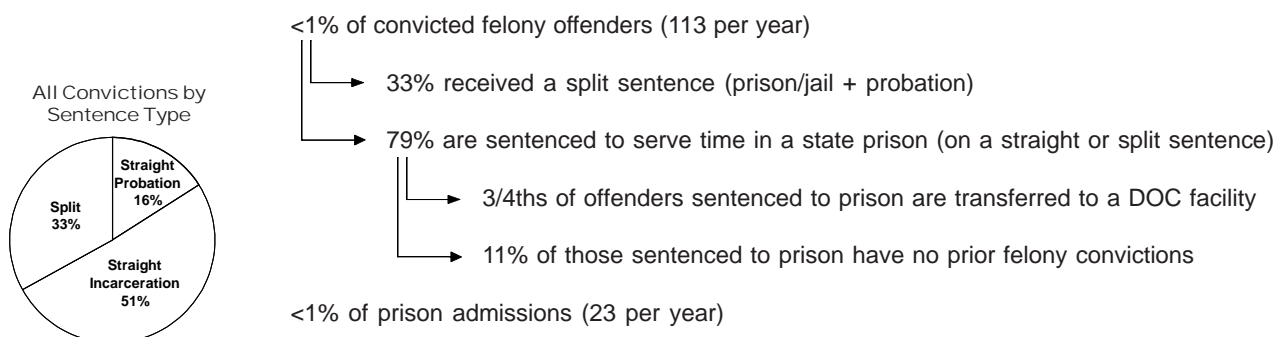 <1% of convicted felony offenders (113 per year)
33% received a split sentence (prison/jail + probation)
All Convictions by
Sentence Type
79% are sentenced to serve time in a state prison (on a straight or split sentence)
Straight
Probation
16%
Split
33%
3/4ths of offenders sentenced to prison are transferred to a DOC facility
11% of those sentenced to prison have no prior felony convictions
Straight
Incarceration
51%
<1% of prison admissions (23 per year)